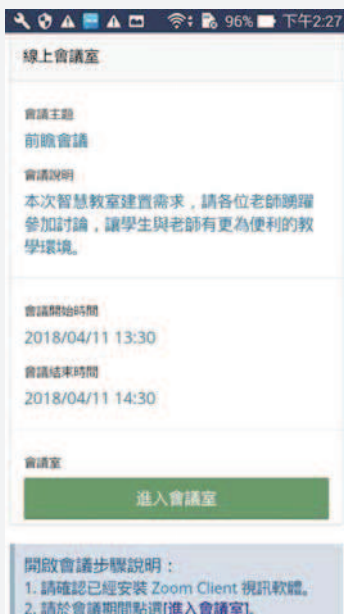 96% 下午2:27
線上會議室
會議主題
前瞻會議
會議說明
本次智慧教室建置需求，請各位老師踴躍
參加討論，讓學生與老師有更為便利的教
學環境。
會議開始時間
2018/04/11 13:30
會議結束時間
2018/04/11 14:30
會議室
進入會議室
開啟會議步驟說明：
1. 請確認已經安裝 Zoom Client 視訊軟體。
2. 請於會議期間點選[進入會議室]。